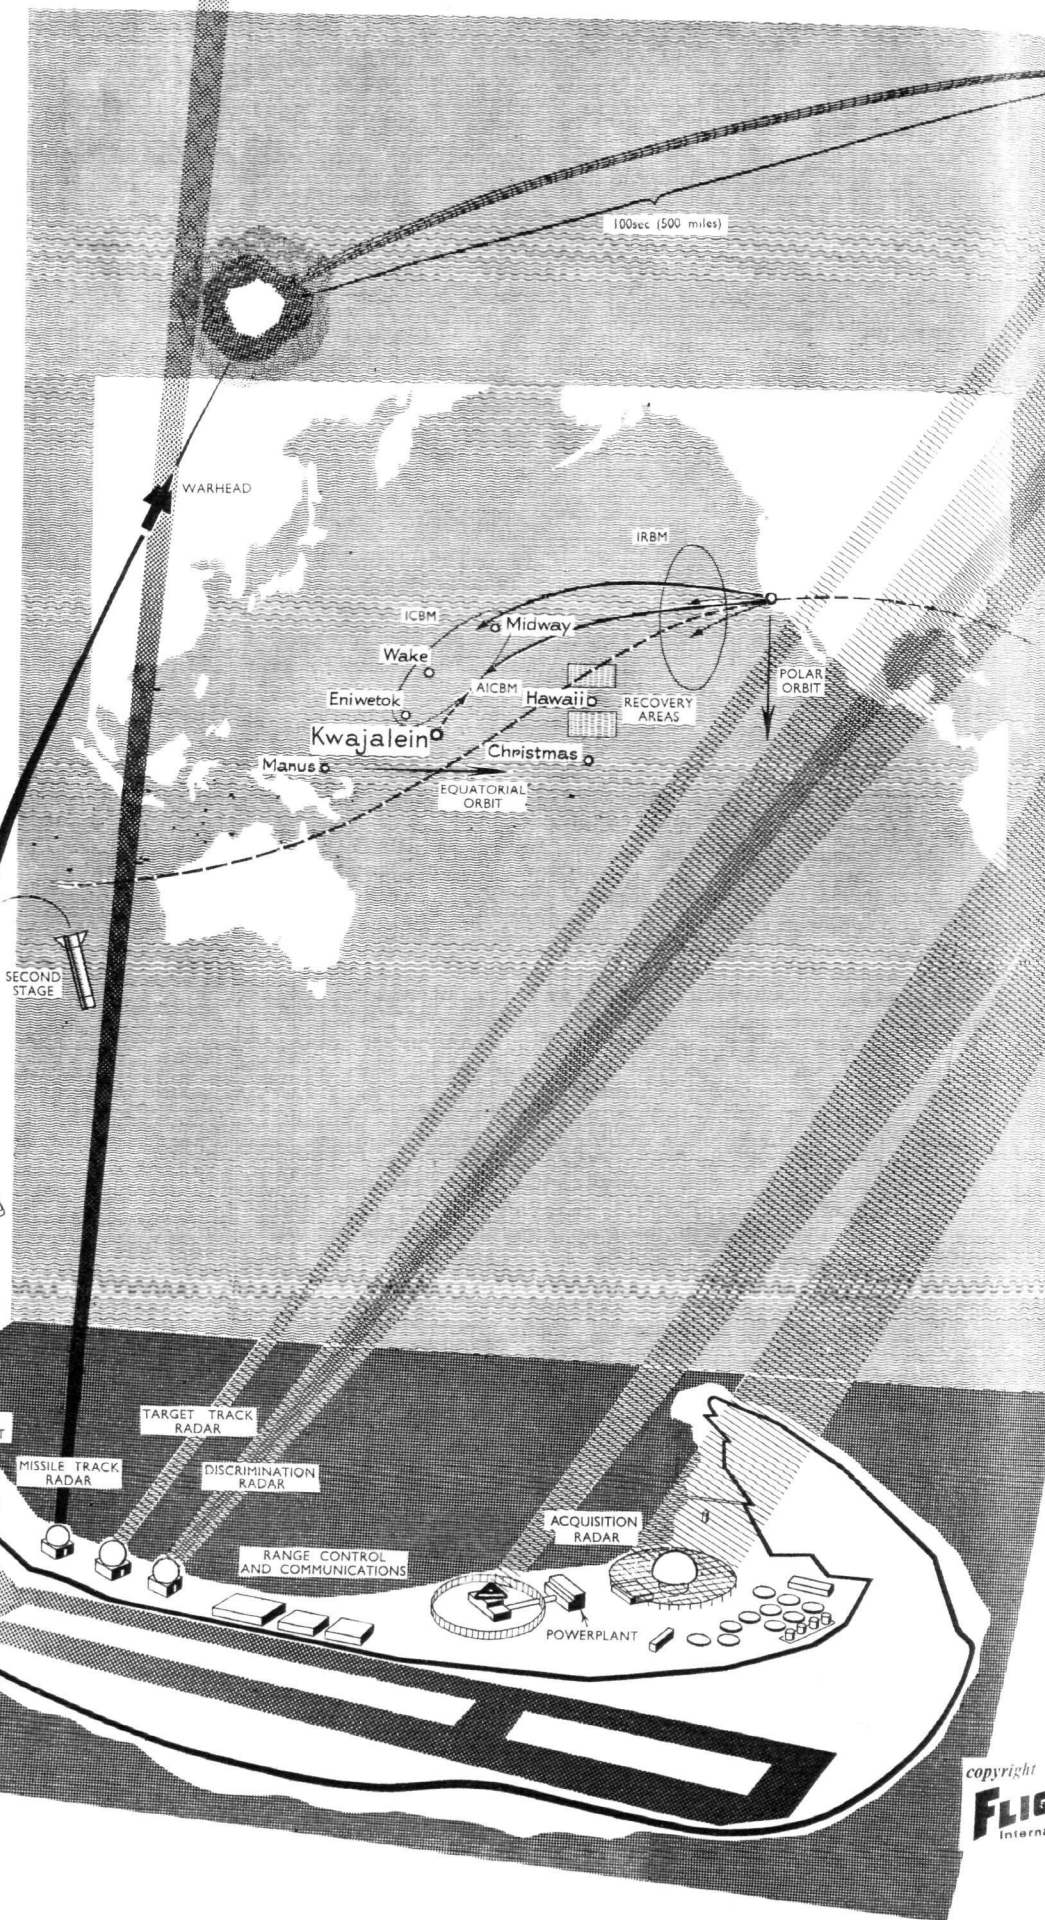 100sec (500 miles)
WARHEAD
IRBM
ICBM
Midway
Wake
AICBM
Hawaii
RECOVERY
AREAS
POLAR
ORBIT
Eniwetok
Kwajalein
Christmas
Manus
EQUATORIAL
ORBIT
SECOND
STAGE
TARGET TRACK
RADAR
MISSILE TRACK
RADAR
DISCRIMINATION
RADAR
ACQUISITION
RADAR
RANGE CONTROL
AND COMMUNICATIONS
POWERPLANT
copyright